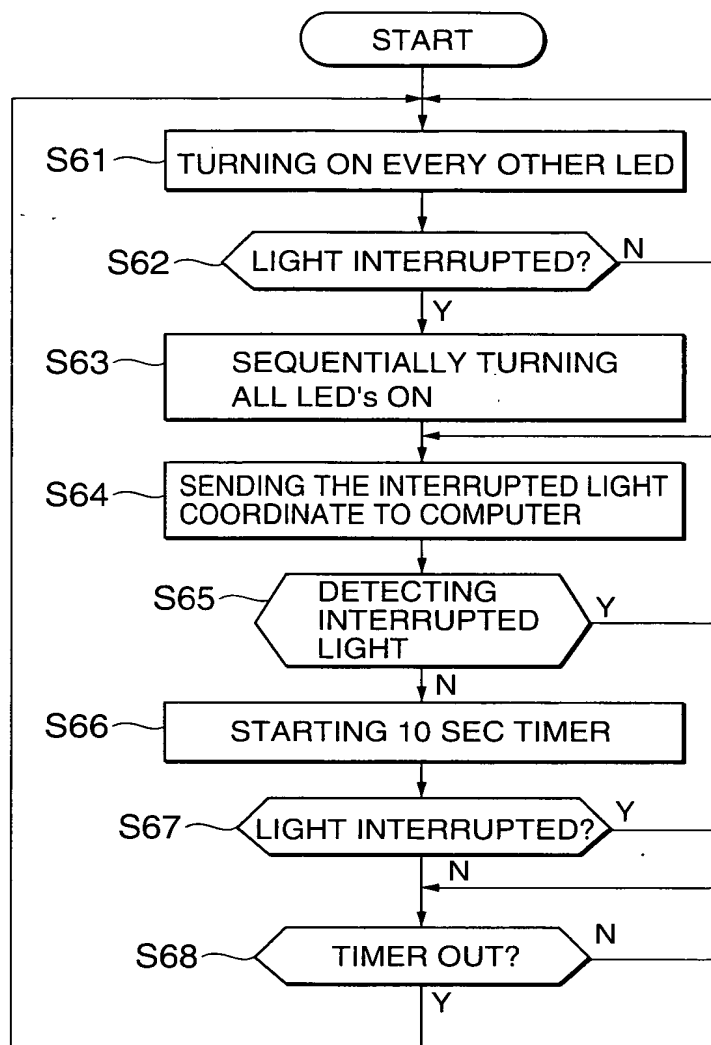 START
S61
TURNING ON EVERY OTHER LED
S62
LIGHT INTERRUPTED?
N
Y
S63
SEQUENTIALLY TURNING
ALL LED's ON
S64
SENDING THE INTERRUPTED LIGHT
COORDINATE TO COMPUTER
S65
DETECTING
INTERRUPTED
LIGHT
Y
N
S66
STARTING 10 SEC TIMER
S67
LIGHT INTERRUPTED?
Y
N
S68
TIMER OUT?
N
Y